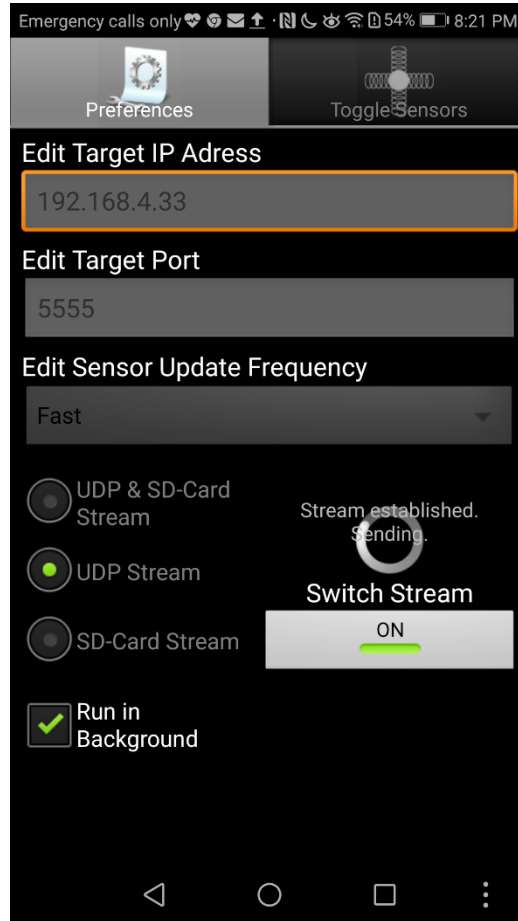 Emergency calls only 54% 8:21 PM
Preferences
Toggle Sensors
Edit Target IP Adress
192.168.4.33
Edit Target Port
5555
Edit Sensor Update Frequency
Fast
UDP & SD-Card
Stream
UDP Stream
SD-Card Stream
Stream established.
Sending.
Switch Stream
ON
Run in
Background